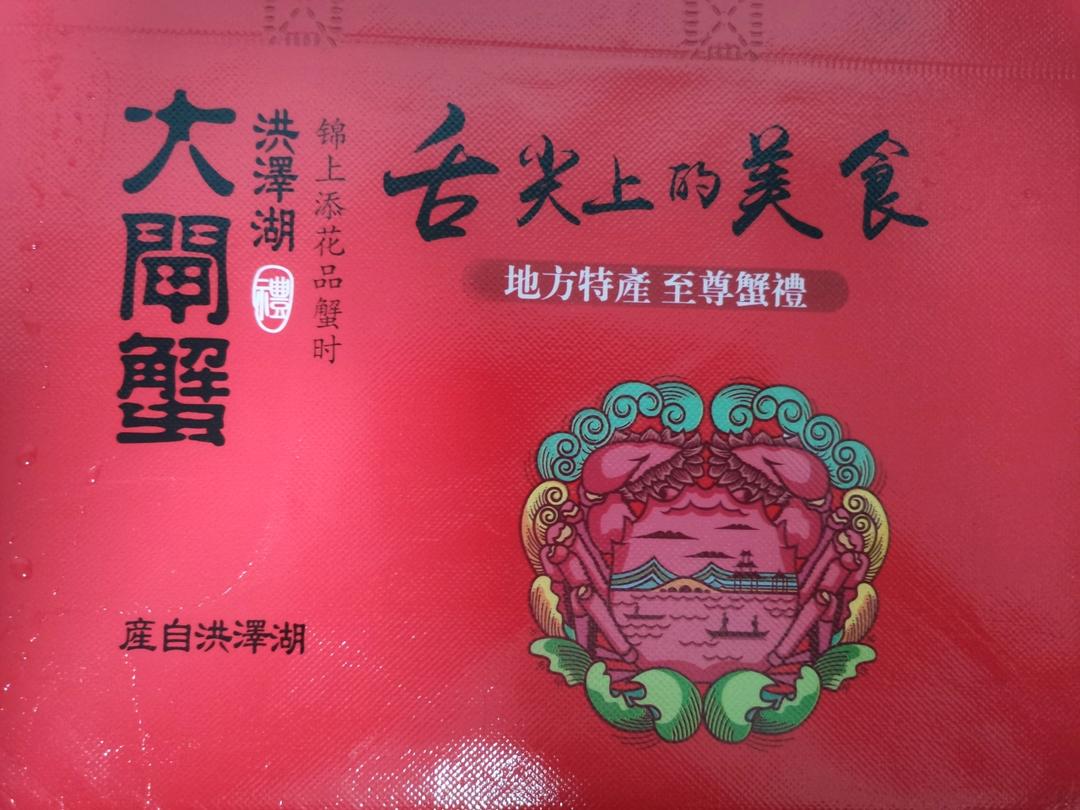 大閘蟹
洪澤湖
禮
锦上添花品蟹时
舌尖上的美食
地方特產 至尊蟹禮
産自洪澤湖